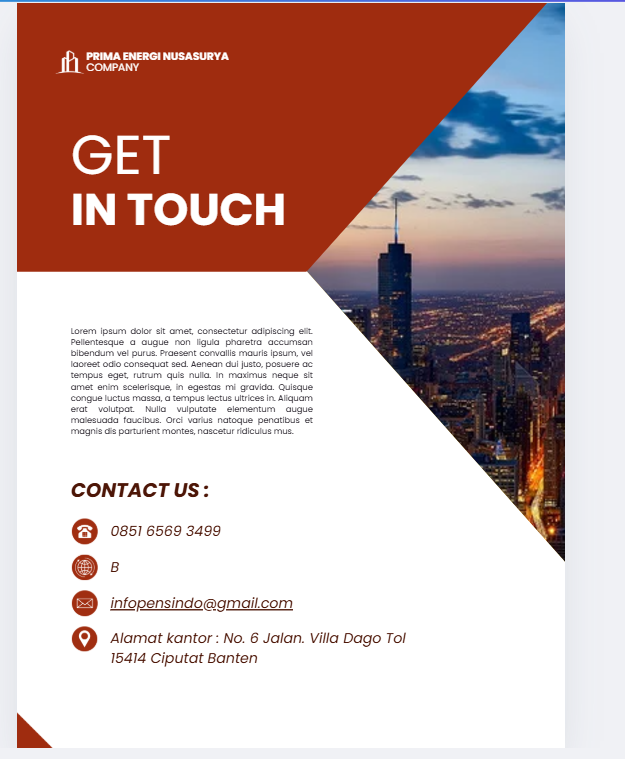 PRIMA ENERGI NUSASURYA
COMPANY
GET
IN TOUCH
Lorem ipsum dolor sit amet, consectetur adipiscing elit.
Pellentesque a augue non ligula pharetra accumsan
bibendum vel purus. Praesent convallis mauris ipsum, vel
laoreet odio consequat sed. Aenean dui justo, posuere ac
tempus eget, rutrum quis nulla. In maximus neque sit
amet enim scelerisque, in egestas mi gravida. Quisque
congue luctus massa, a tempus lectus ultrices in. Aliquam
erat volutpat. Nulla vulputate elementum augue
malesuada faucibus. Orci varius natoque penatibus et
magnis dis parturient montes, nascetur ridiculus mus.
CONTACT US :
0851 6569 3499
B
infopensindo@gmail.com
Alamat kantor : No. 6 Jalan. Villa Dago Tol
15414 Ciputat Banten